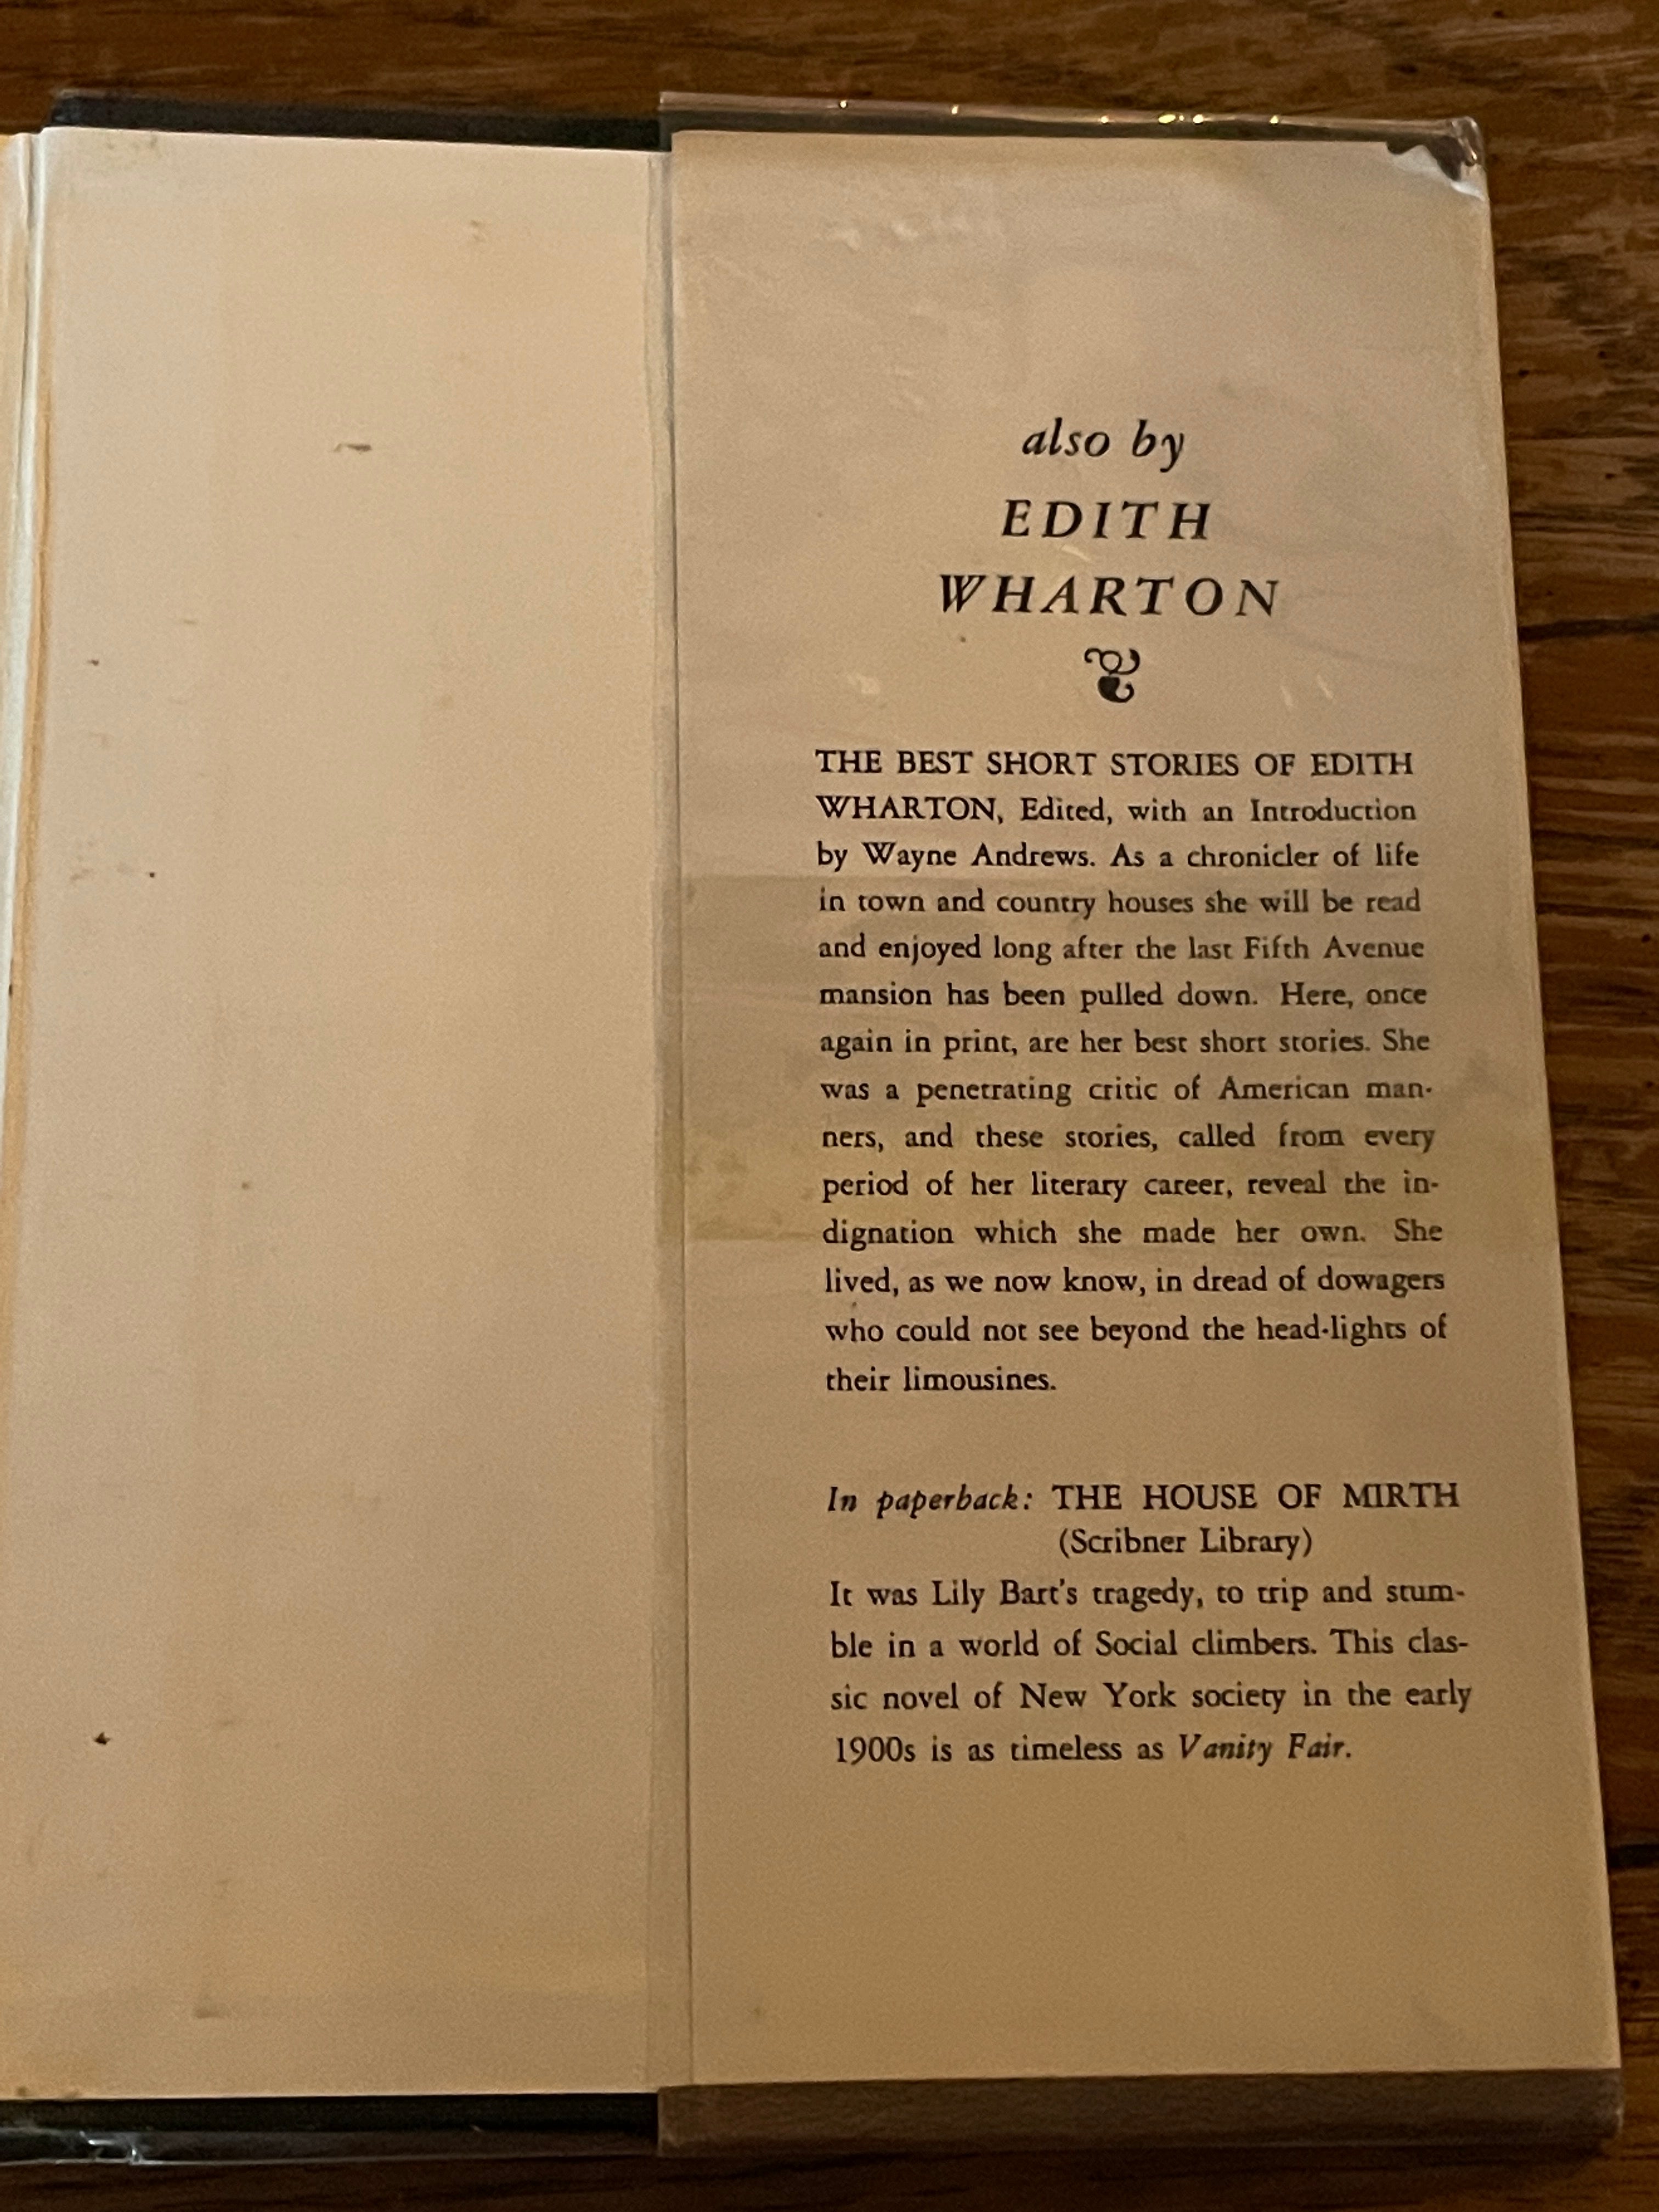 also by
EDITH
WHARTON
THE BEST SHORT STORIES OF EDITH
WHARTON, Edited, with an Introduction
by Wayne Andrews. As a chronicler of life
in town and country houses she will be read
and enjoyed long after the last Fifth Avenue
mansion has been pulled down. Here, once
again in print, are her best short stories. She
was a penetrating critic of American man-
ners, and these stories, called from every
period of her literary career, reveal the in-
dignation which she made her own. She
lived, as we now know, in dread of dowagers
who could not see beyond the head-lights of
their limousines.
In paperback: THE HOUSE OF MIRTH
(Scribner Library)
It was Lily Bart's tragedy, to trip and stum-
ble in a world of Social climbers. This clas-
sic novel of New York society in the early
1900s is as timeless as Vanity Fair.